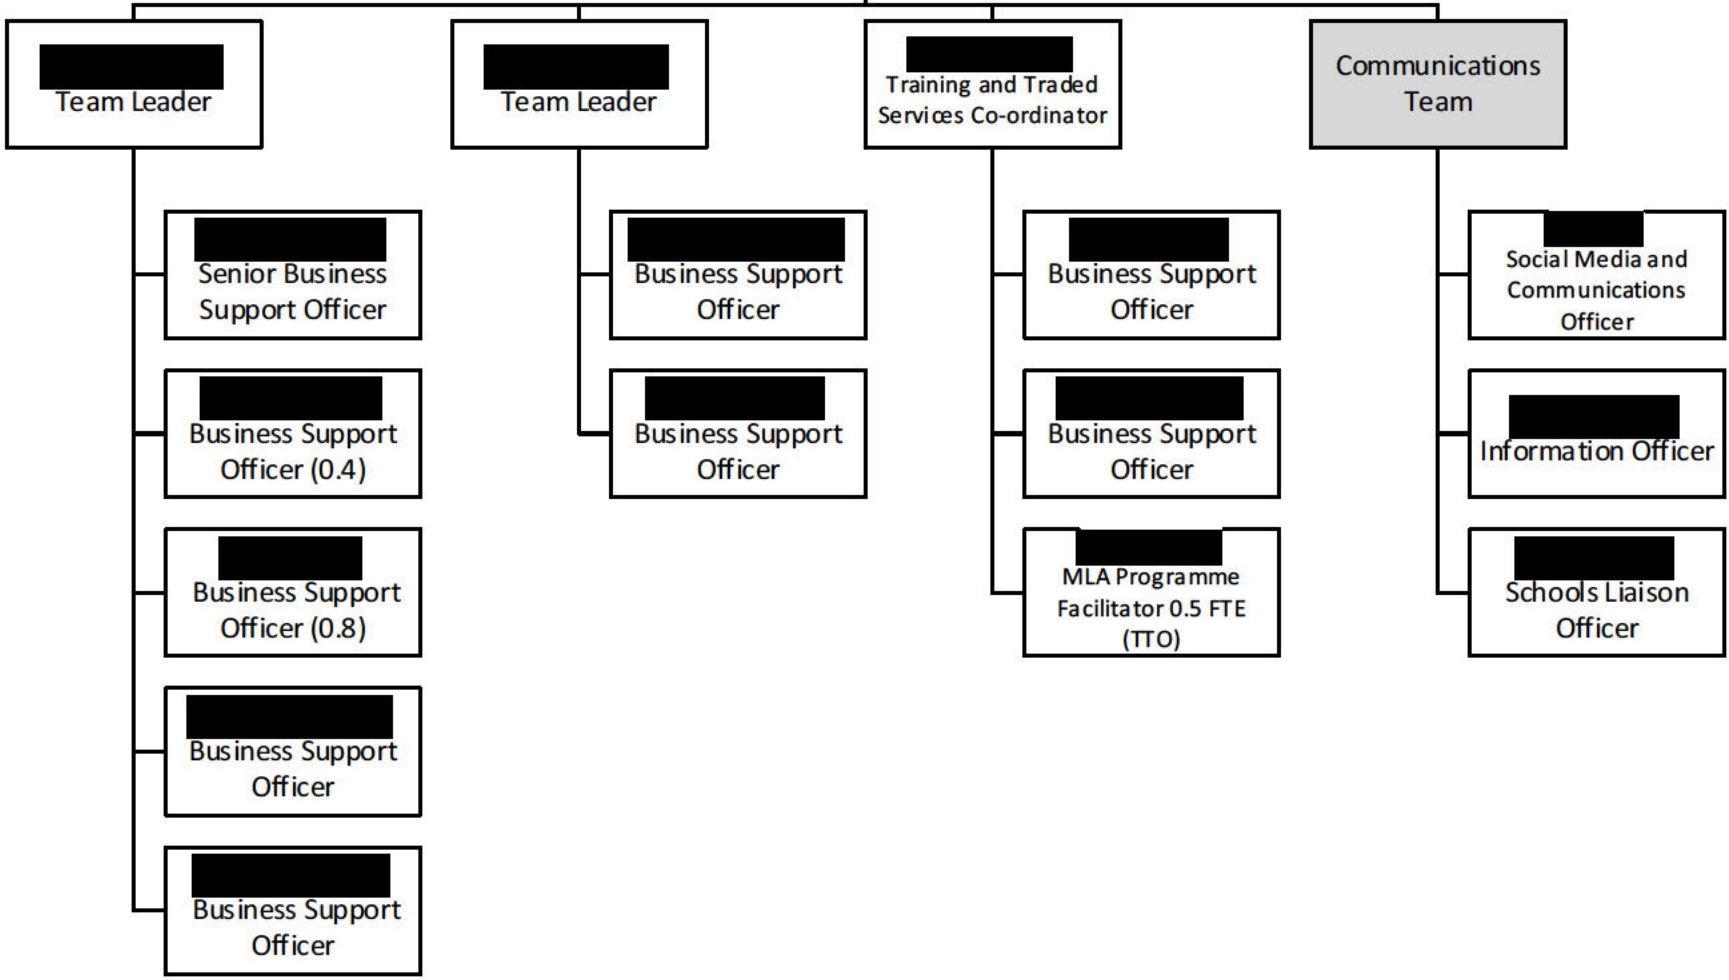 Team Leader
Team Leader
Training and Traded
Services Co-ordinator
Communications
Team
Senior Business
Support Officer
Business Support
Officer (0.4)
Business Support
Officer (0.8)
Business Support
Officer
Business Support
Officer
Business Support
Officer
Business Support
Officer
Business Support
Officer
Business Support
Officer
MLA Programme
Facilitator 0.5 FTE
(TTO)
Social Media and
Communications
Officer
Information Officer
Schools Liaison
Officer